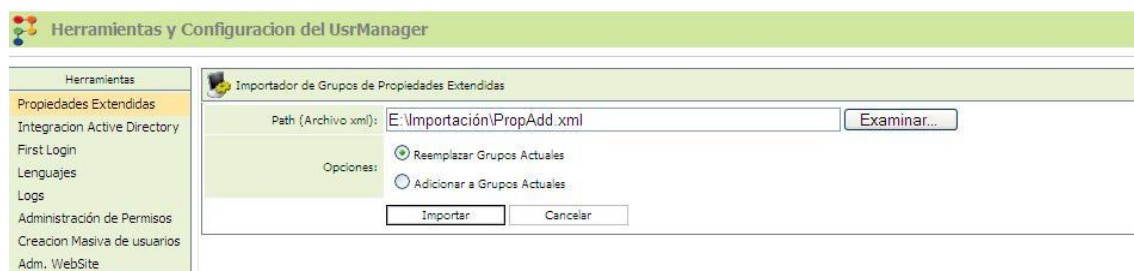 Herramientas y Configuracion del UsrManager
Herramientas
Propiedades Extendidas
Integracion Active Directory
First Login
Lenguajes
Logs
Administración de Permisos
Creacion Masiva de usuarios
Adm. WebSite
Importador de Grupos de Propiedades Extendidas
Path (Archivo xml): E:\Importación\PropAdd.xml Examinar...
Opciones: Reemplazar Grupos Actuales
Adicionar a Grupos Actuales
Importar Cancelar